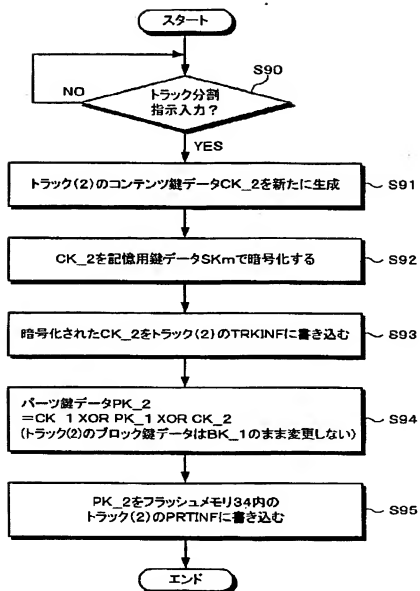 スタート
S90
NO
トラック分割
指示入力？
YES
トラック(2)のコンテンツ鍵データCK_2を新たに生成
S91
CK_2を記憶用鍵データSKmで暗号化する
S92
暗号化されたCK_2をトラック(2)のTRKINFに書き込む
S93
パーツ鍵データPK_2
=CK_1 XOR PK_1 XOR CK_2
(トラック(2)のブロック鍵データはBK_1のまま変更しない)
S94
PK_2をフラッシュメモリ34内の
トラック(2)のPRTINFに書き込む
S95
エンド